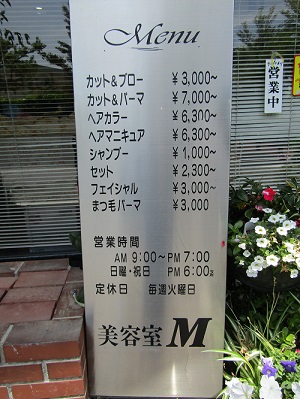 Menu
カット&ブロー ¥3,000~
カット&パーマ ¥7,000~
ヘアカラー ¥6,300~
ヘアマニキュア ¥6,300~
シャンプー ¥1,000~
セット ¥2,300~
フェイシャル ¥3,000~
まつ毛パーマ ¥3,000
営業時間
AM 9:00~PM 7:00
日曜・祝日 PM 6:00迄
定休日 毎週火曜日
美容室 M
営業中